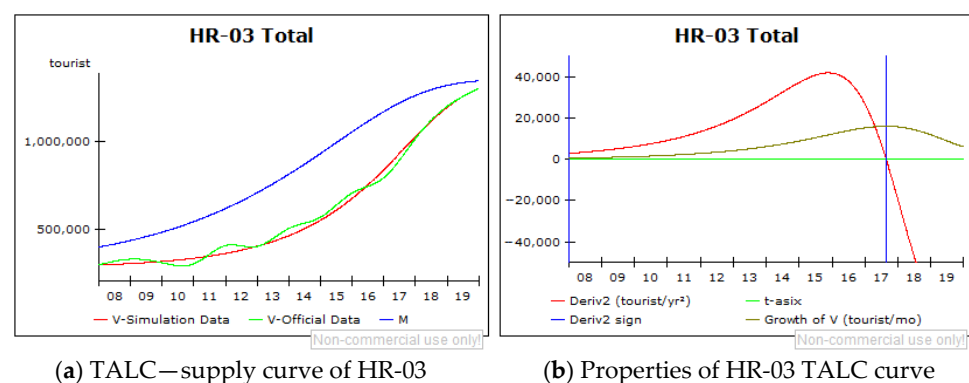 HR-03 Total
tourist
1,000,000
500,000
08 09 10 11 12 13 14 15 16 17 18 19
V-Simulation Data V-Official Data M
Non-commercial use only!
(a) TALC—supply curve of HR-03
HR-03 Total
40,000
20,000
0
−20,000
−40,000
08 09 10 11 12 13 14 15 16 17 18 19
Deriv2 (tourist/yr²) t-asix
Deriv2 sign Growth of V (tourist/mo)
Non-commercial use only!
(b) Properties of HR-03 TALC curve